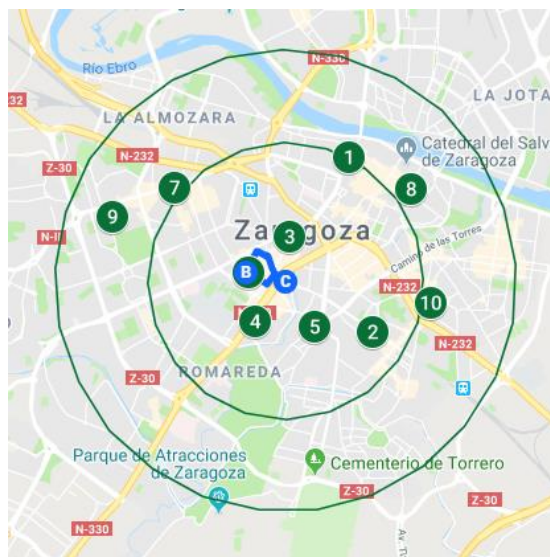 N-330
Río Ebro
LA JOTA
N-232
LA ALMOZARA
Catedral del Salv
de Zaragoza
N-232
1
Z-30
7
8
9
N-II
Zaragoza
3
Camino de las Torres
B
C
N-232
10
4
5
2
N-232
ROMAREDA
Z-30
Parque de Atracciones
de Zaragoza
Cementerio de Torrero
Z-30
N-330